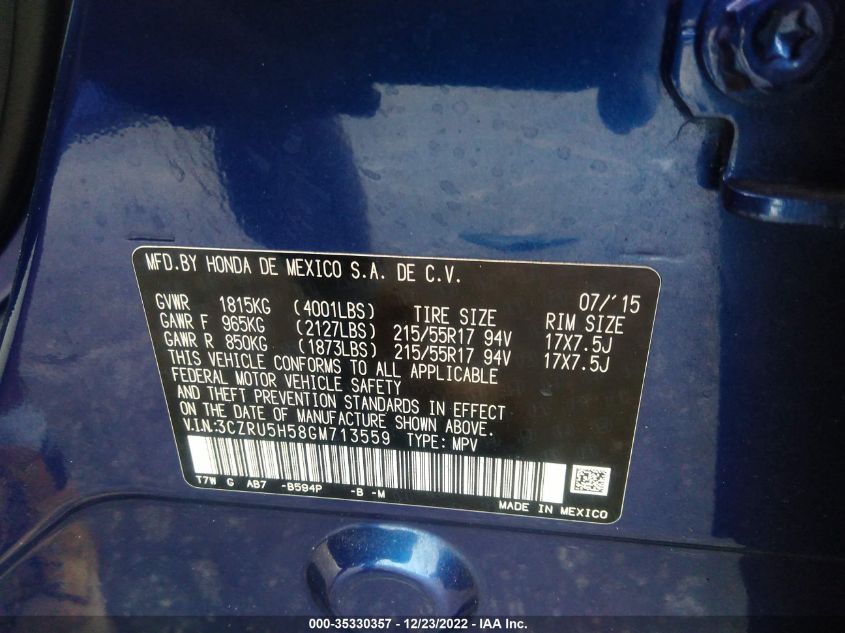 MFD.BY HONDA DE MEXICO S.A. DE C.V.
07/'15
GVWR 1815KG (4001LBS) TIRE SIZE RIM SIZE
GAWR F 965KG (2127LBS) 215/55R17 94V 17X7.5J
GAWR R 850KG (1873LBS) 215/55R17 94V 17X7.5J
THIS VEHICLE CONFORMS TO ALL APPLICABLE
FEDERAL MOTOR VEHICLE SAFETY
AND THEFT PREVENTION STANDARDS IN EFFECT
ON THE DATE OF MANUFACTURE SHOWN ABOVE.
V.I.N:3CZRU5H58GM713559 TYPE: MPV
T7W G AB7 -B594P -B -M
MADE IN MEXICO
000-35330357 - 12/23/2022 - IAA Inc.